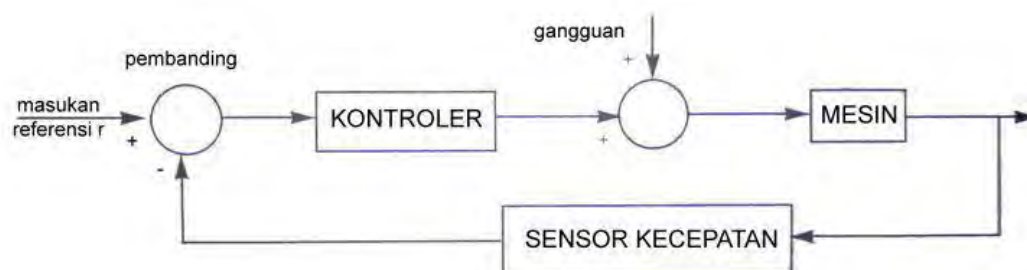 gangguan
+
pembanding
masukan
referensi r
+
-
KONTROLER
+
MESIN
SENSOR KECEPATAN